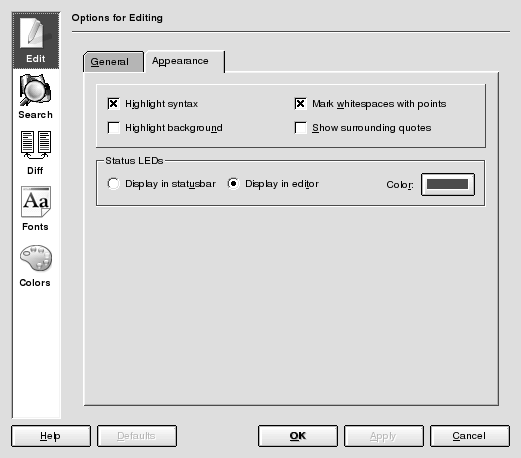 Options for Editing
Edit
Search
Diff
Fonts
Colors
General Appearance
Highlight syntax Mark whitespaces with points
Highlight background Show surrounding quotes
Status LEDs
Display in statusbar Display in editor Color:
Help Defaults OK Apply Cancel